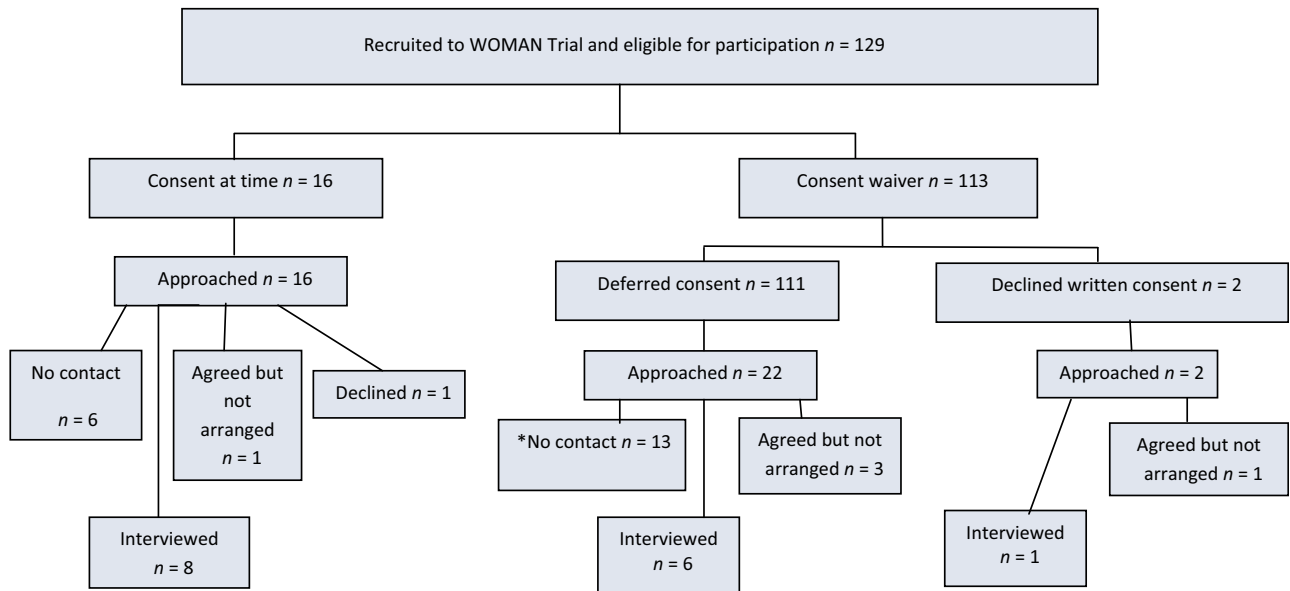 Recruited to WOMAN Trial and eligible for participation n = 129
Consent at time n = 16
Consent waiver n = 113
Approached n = 16
Deferred consent n = 111
Declined written consent n = 2
No contact
n = 6
Agreed but
not
arranged
n = 1
Declined n = 1
Approached n = 22
Approached n = 2
*No contact n = 13
Agreed but not
arranged n = 3
Agreed but not
arranged n = 1
Interviewed
n = 8
Interviewed
n = 6
Interviewed
n = 1